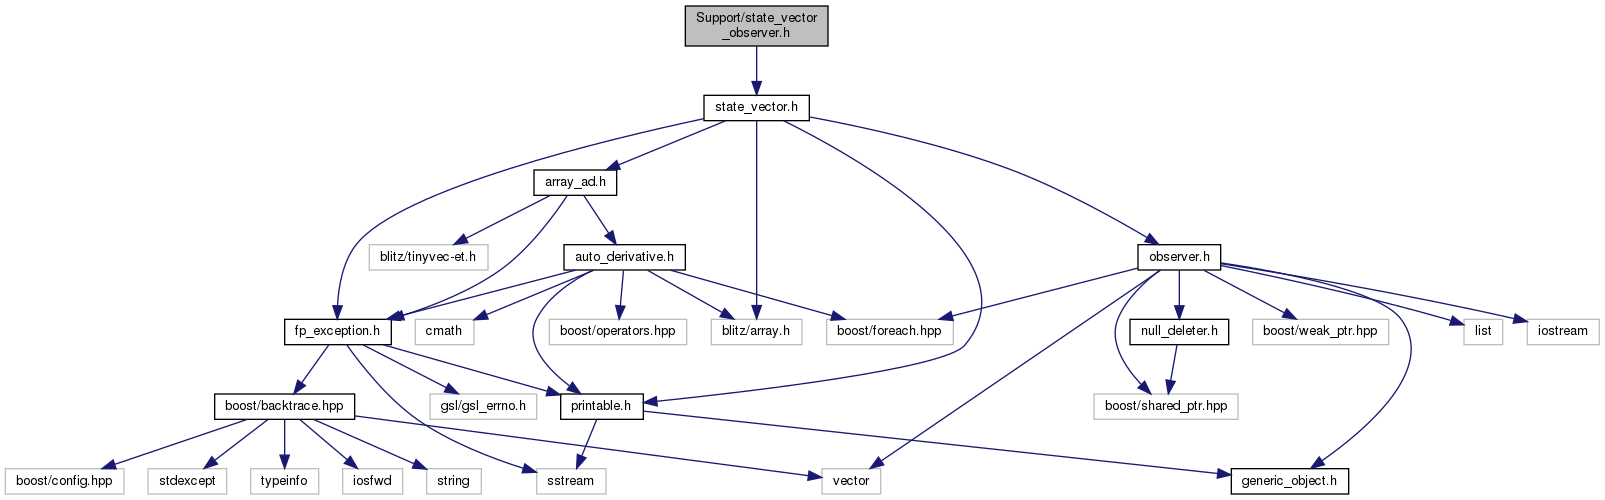 Support/state_vector
_observer.h
state_vector.h
array_ad.h
blitz/tinyvec-et.h
auto_derivative.h
observer.h
fp_exception.h
cmath
boost/operators.hpp
blitz/array.h
boost/foreach.hpp
null_deleter.h
boost/weak_ptr.hpp
list
iostream
boost/backtrace.hpp
gsl/gsl_errno.h
printable.h
boost/shared_ptr.hpp
boost/config.hpp
stdexcept
typeinfo
iosfwd
string
sstream
vector
generic_object.h